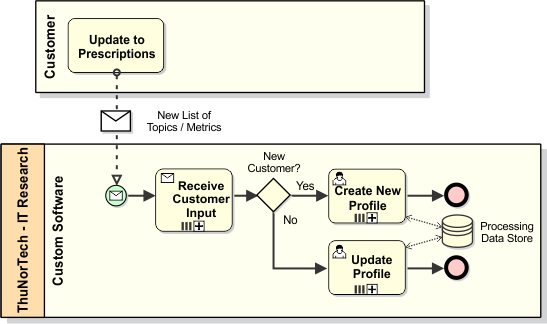 Customer
Update to
Prescriptions
New List of
Topics / Metrics
ThuNorTech - IT Research
Custom Software
Receive
Customer
Input
New
Customer?
Yes
No
Create New
Profile
Update
Profile
Processing
Data Store